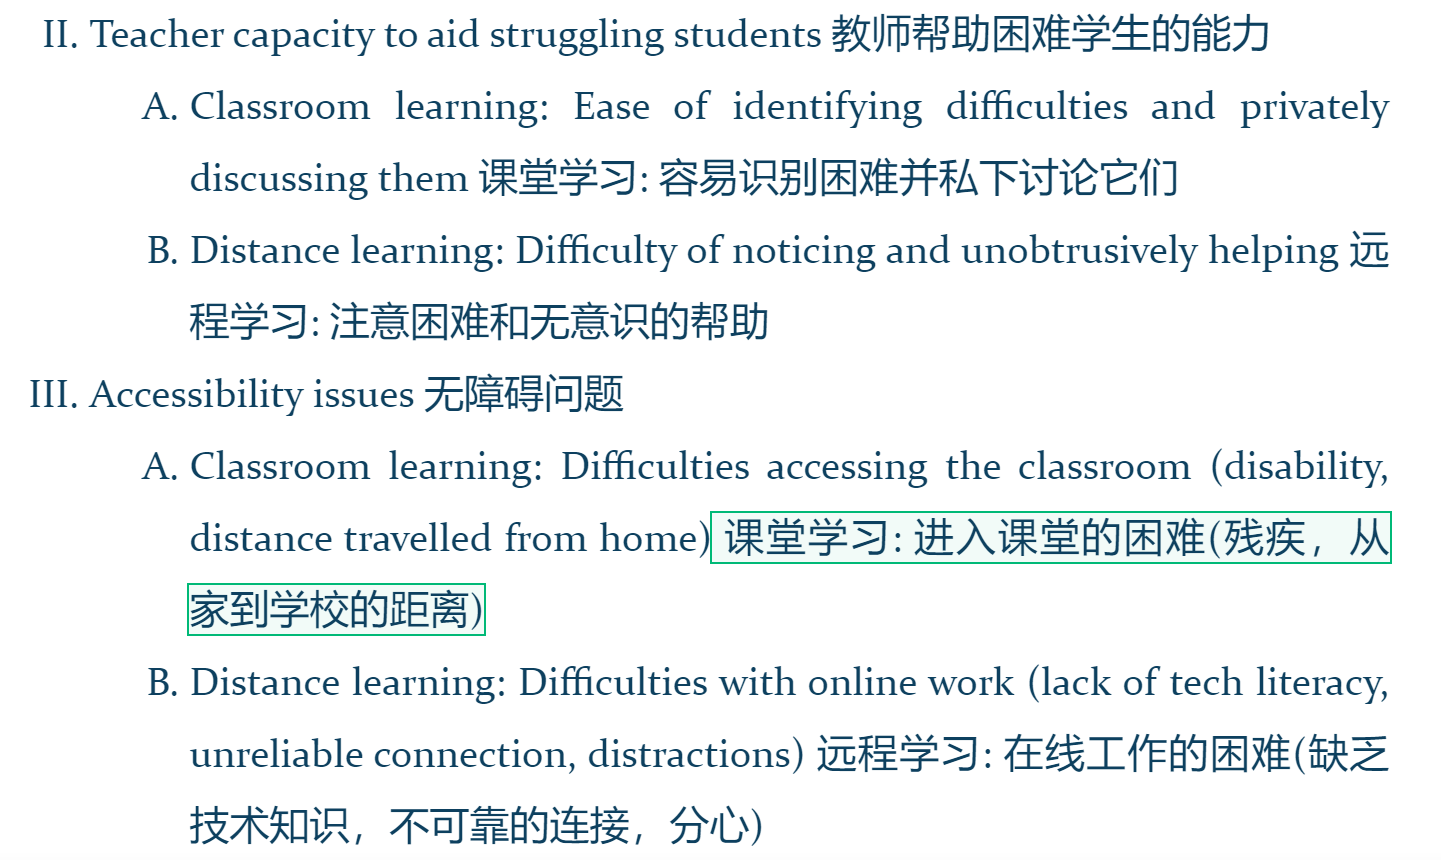 II. Teacher capacity to aid struggling students 教师帮助困难学生的能力
A. Classroom learning: Ease of identifying difficulties and privately
discussing them 课堂学习: 容易识别困难并私下讨论它们
B. Distance learning: Difficulty of noticing and unobtrusively helping 远
程学习: 注意困难和无意识的帮助
III. Accessibility issues 无障碍问题
A. Classroom learning: Difficulties accessing the classroom (disability,
distance travelled from home) 课堂学习: 进入课堂的困难(残疾，从
家到学校的距离)
B. Distance learning: Difficulties with online work (lack of tech literacy,
unreliable connection, distractions) 远程学习: 在线工作的困难(缺乏
技术知识，不可靠的连接，分心)